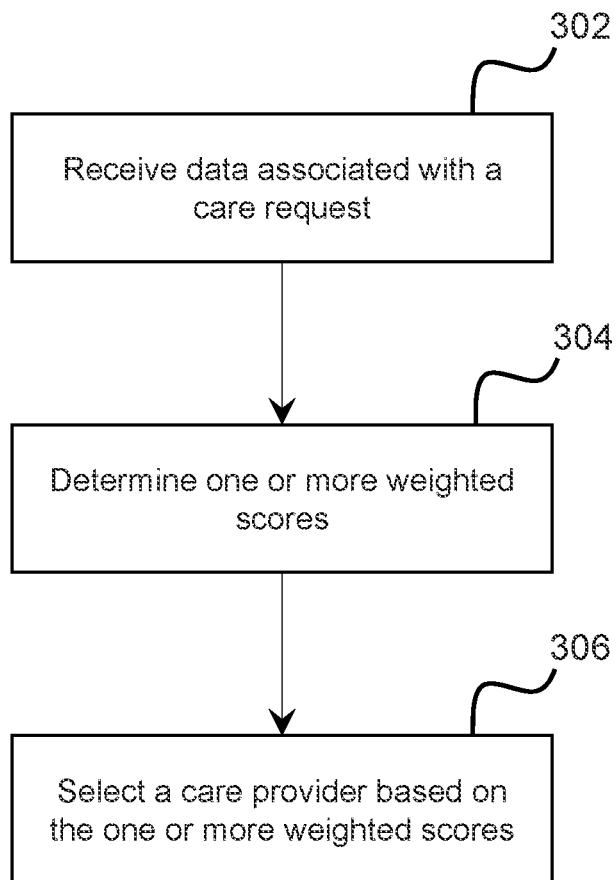 302
Receive data associated with a
care request
304
Determine one or more weighted
scores
306
Select a care provider based on
the one or more weighted scores